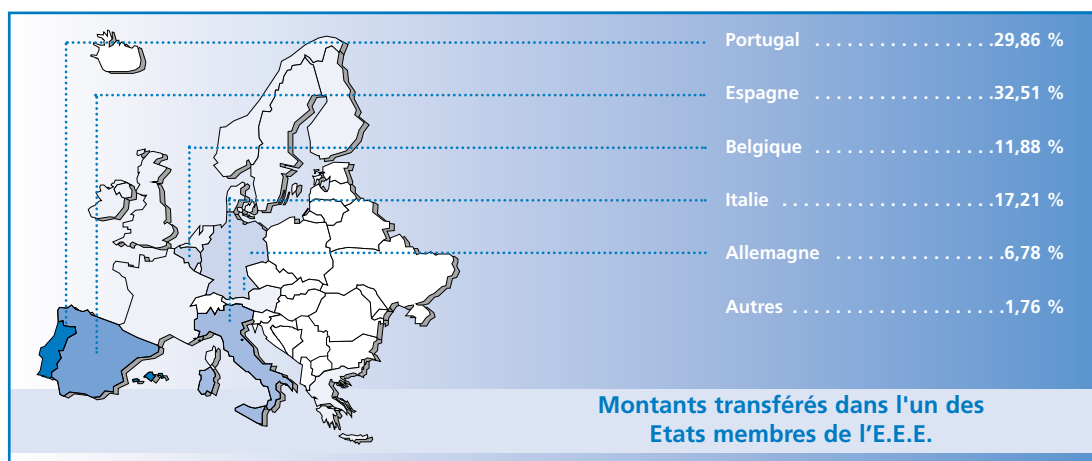 Portugal . . . . . . . . . . . . . . . . .29,86 %
Espagne . . . . . . . . . . . . . . . . .32,51 %
Belgique . . . . . . . . . . . . . . . . .11,88 %
Italie . . . . . . . . . . . . . . . . . . .17,21 %
Allemagne . . . . . . . . . . . . . . .6,78 %
Autres . . . . . . . . . . . . . . . . . . .1,76 %
Montants transférés dans l'un des
Etats membres de l’E.E.E.